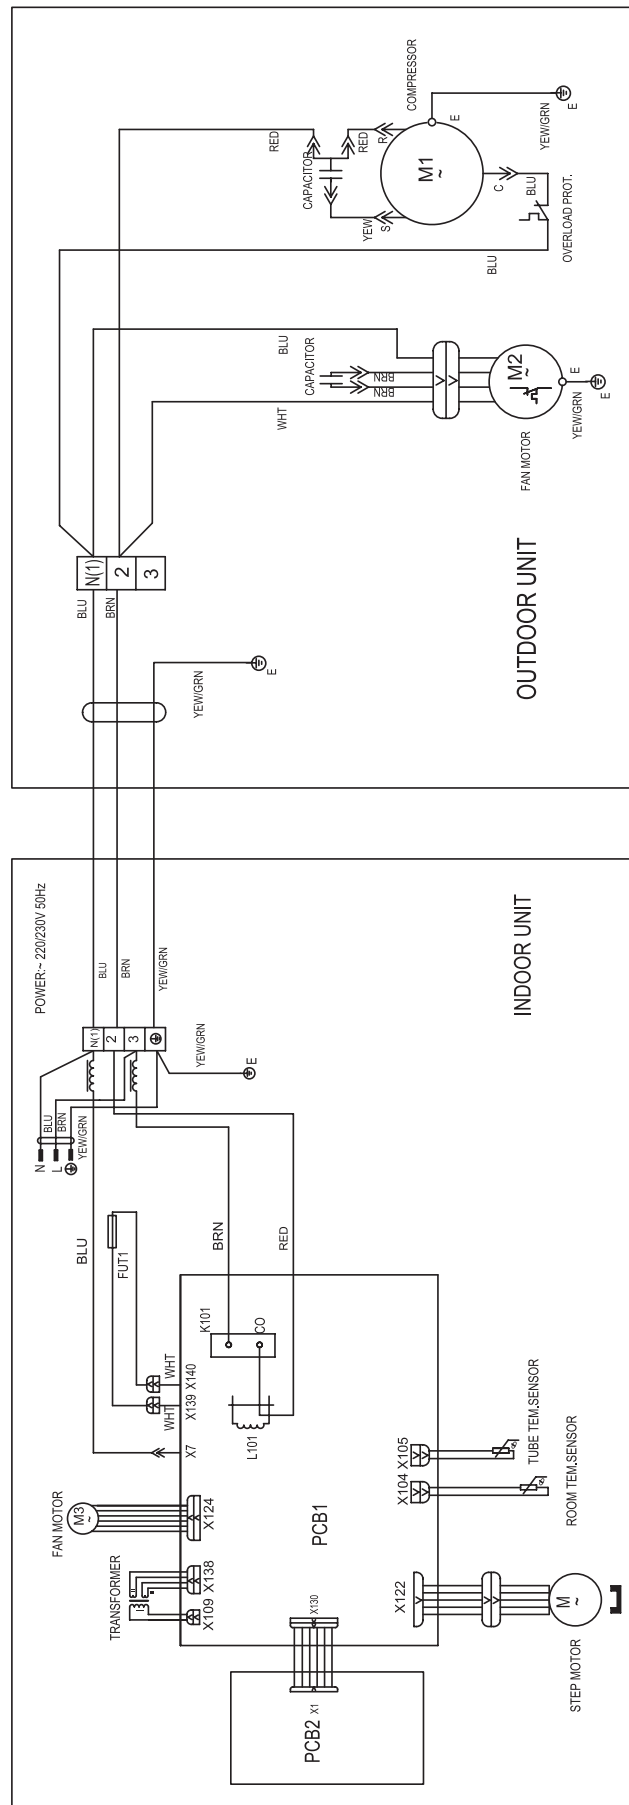 COMPRESSOR
E
YEW/GRN
E
RED
RED
R
CAPACITOR
M1
~
C
BLU
OVERLOAD PROT.
YEW
S
BLU
BLU
CAPACITOR
BRN
BRN
M2
~
E
E
YEW/GRN
WHT
FAN MOTOR
N(1)
2
3
BLU
BRN
OUTDOOR UNIT
YEW/GRN
E
POWER:~ 220/230V 50Hz
BLU
BRN
YEW/GRN
INDOOR UNIT
N(1)
2
3
YEW/GRN
E
N
BLU
L
BRN
YEW/GRN
BLU
FUT1
BRN
RED
K101
CO
WHT
X140
WHT
X139
X7
L101
FAN MOTOR
M3
~
X124
TRANSFORMER
X138
X109
PCB1
X105
X104
TUBE TEM.SENSOR
ROOM TEM.SENSOR
X122
M
~
STEP MOTOR
X130
PCB2
X1